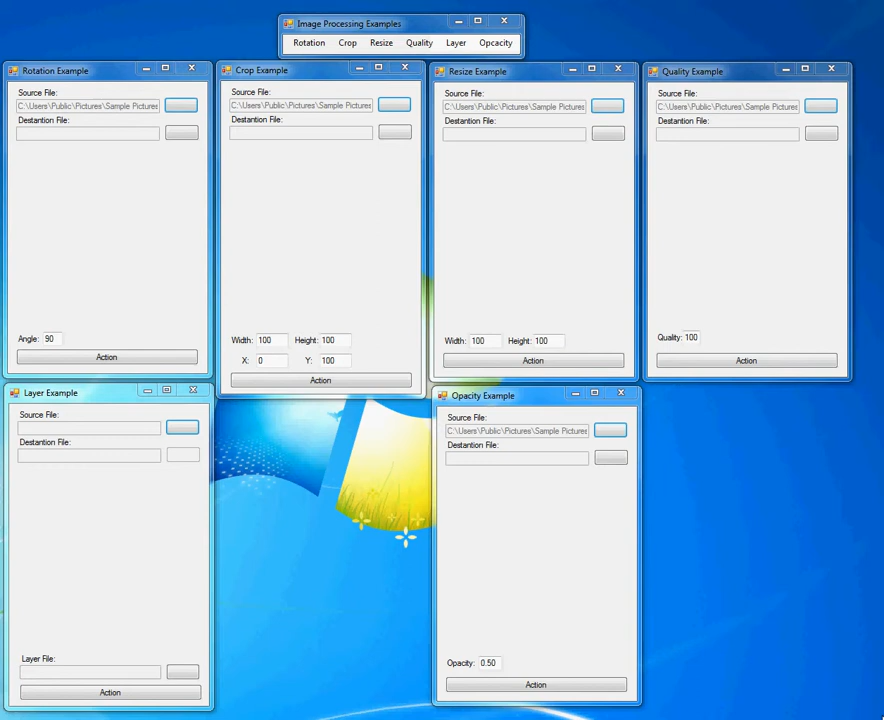 Image Processing Examples
Rotation Crop Resize Quality Layer Opcacity
Rotation Example
Source File:
C:\Users\Public\Pictures\Sample Pictures
Destantion File:
Angle: 90
Action
Crop Example
Source File:
C:\Users\Public\Pictures\Sample Pictures
Destantion File:
Width: 100 Height: 100
X: 0 Y: 100
Action
Resize Example
Source File:
C:\Users\Public\Pictures\Sample Pictures
Destantion File:
Width: 100 Height: 100
Action
Quality Example
Source File:
C:\Users\Public\Pictures\Sample Pictures
Destantion File:
Quality: 100
Action
Layer Example
Source File:
Destantion File:
Layer File:
Action
Opacity Example
Source File:
C:\Users\Public\Pictures\Sample Pictures
Destantion File:
Opacity: 0.50
Action